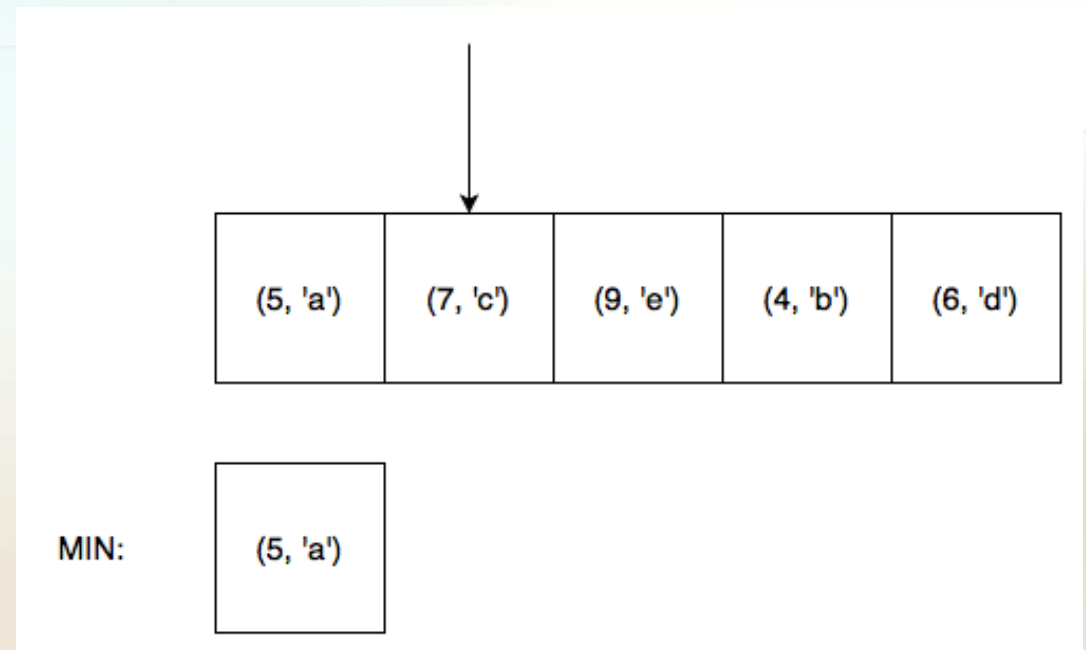 (5, 'a') (7, 'c') (9, 'e') (4, 'b') (6, 'd')
MIN: (5, 'a')